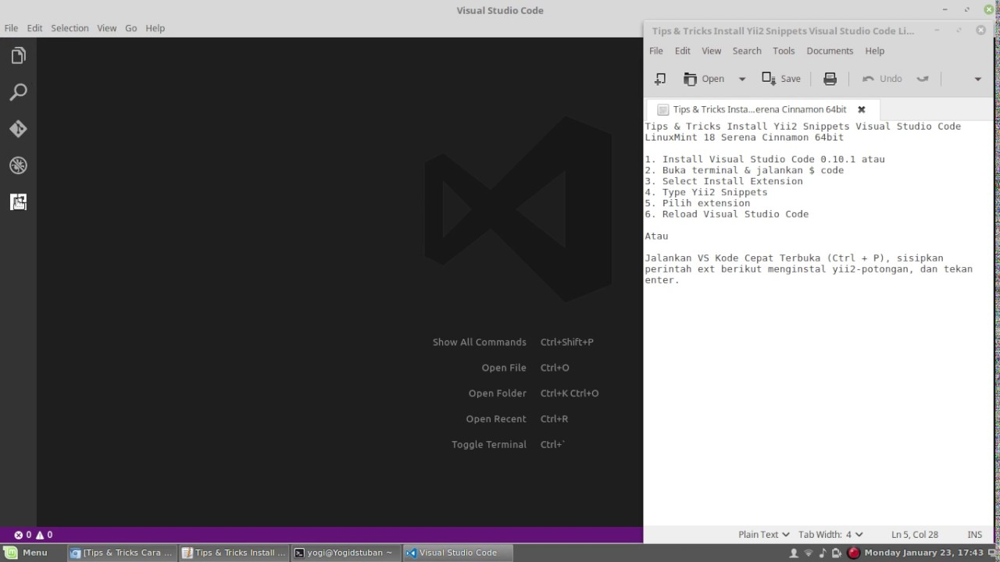 Visual Studio Code
File Edit Selection View Go Help
Show All Commands Ctrl+Shift+P
Open File Ctrl+O
Open Folder Ctrl+K Ctrl+O
Open Recent Ctrl+R
Toggle Terminal Ctrl+`
0 0
Tips & Tricks Install Yii2 Snippets Visual Studio Code Li...
File Edit View Search Tools Documents Help
Open Save Undo
Tips & Tricks Insta...erena Cinnamon 64bit
Tips & Tricks Install Yii2 Snippets Visual Studio Code
LinuxMint 18 Serena Cinnamon 64bit
1. Install Visual Studio Code 0.10.1 atau
2. Buka terminal & jalankan $ code
3. Select Install Extension
4. Type Yii2 Snippets
5. Pilih extension
6. Reload Visual Studio Code
Atau
Jalankan VS Kode Cepat Terbuka (Ctrl + P), sisipkan
perintah ext berikut menginstal yii2-potongan, dan tekan
enter.
Plain Text Tab Width: 4 Ln 5, Col 28 INS
Menu [Tips & Tricks Cara ... Tips & Tricks Install ... yogi@Yogidstuban ~ Visual Studio Code Monday January 23, 17:43